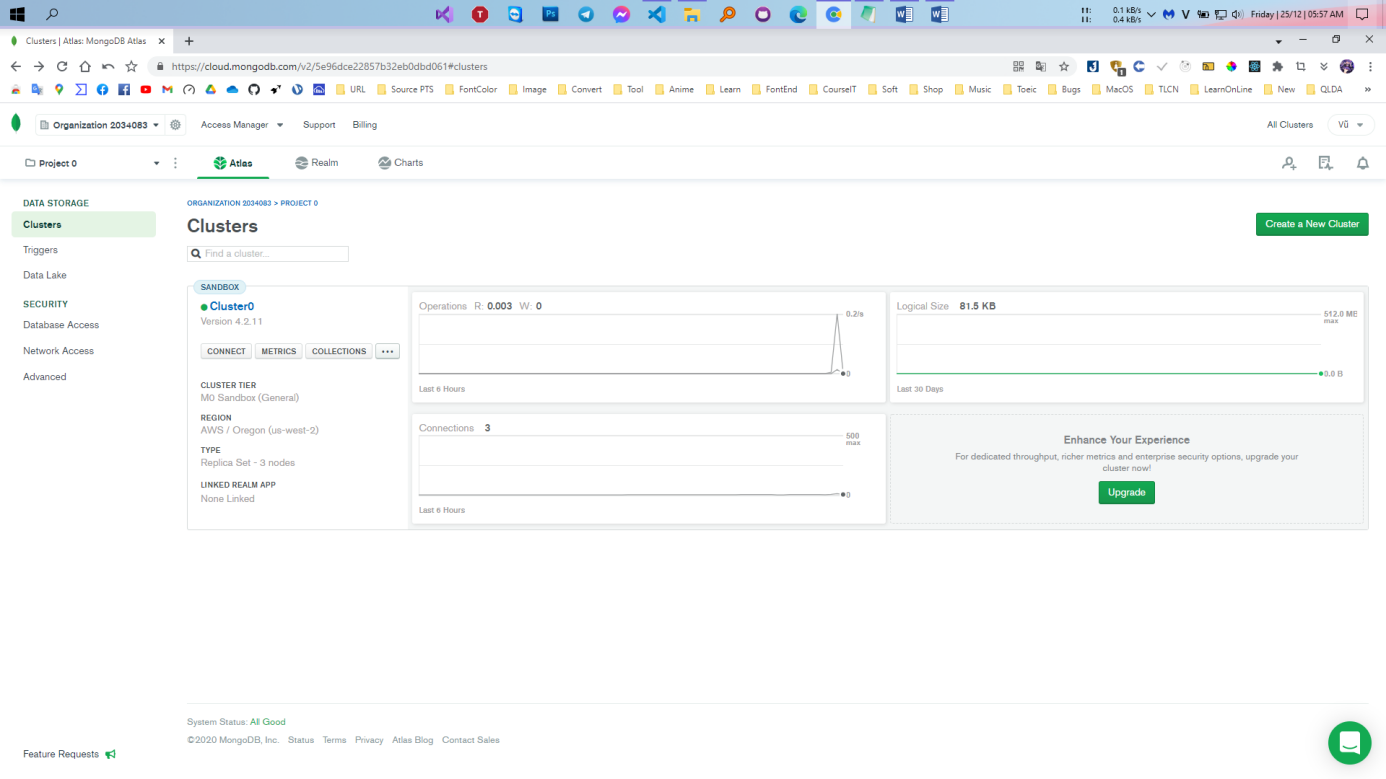 11: 0.1 kB/s
11: 0.4 kB/s
Friday | 25/12 | 05:57 AM
Clusters | Atlas: MongoDB Atlas
https://cloud.mongodb.com/v2/5e96dce22857b32eb0dbd061#clusters
URL Source PTS FontColor Image Convert Tool Anime Learn FontEnd CourseIT Soft Shop Music Toeic Bugs MacOS TLCN LearnOnLine New QLDA
Organization 2034083 Access Manager Support Billing All Clusters Vũ
Project 0 Atlas Realm Charts
DATA STORAGE
Clusters
Triggers
Data Lake
SECURITY
Database Access
Network Access
Advanced
ORGANIZATION 2034083 > PROJECT 0
Clusters
Create a New Cluster
Find a cluster...
SANDBOX
Cluster0
Version 4.2.11
CONNECT METRICS COLLECTIONS
CLUSTER TIER
M0 Sandbox (General)
REGION
AWS / Oregon (us-west-2)
TYPE
Replica Set - 3 nodes
LINKED REALM APP
None Linked
Operations R: 0.003 W: 0
0.2/s
0
Last 6 Hours
Logical Size 81.5 KB
512.0 MB
max
0.0 B
Last 30 Days
Connections 3
500
max
0
Last 6 Hours
Enhance Your Experience
For dedicated throughput, richer metrics and enterprise security options, upgrade your
cluster now!
Upgrade
System Status: All Good
©2020 MongoDB, Inc. Status Terms Privacy Atlas Blog Contact Sales
Feature Requests